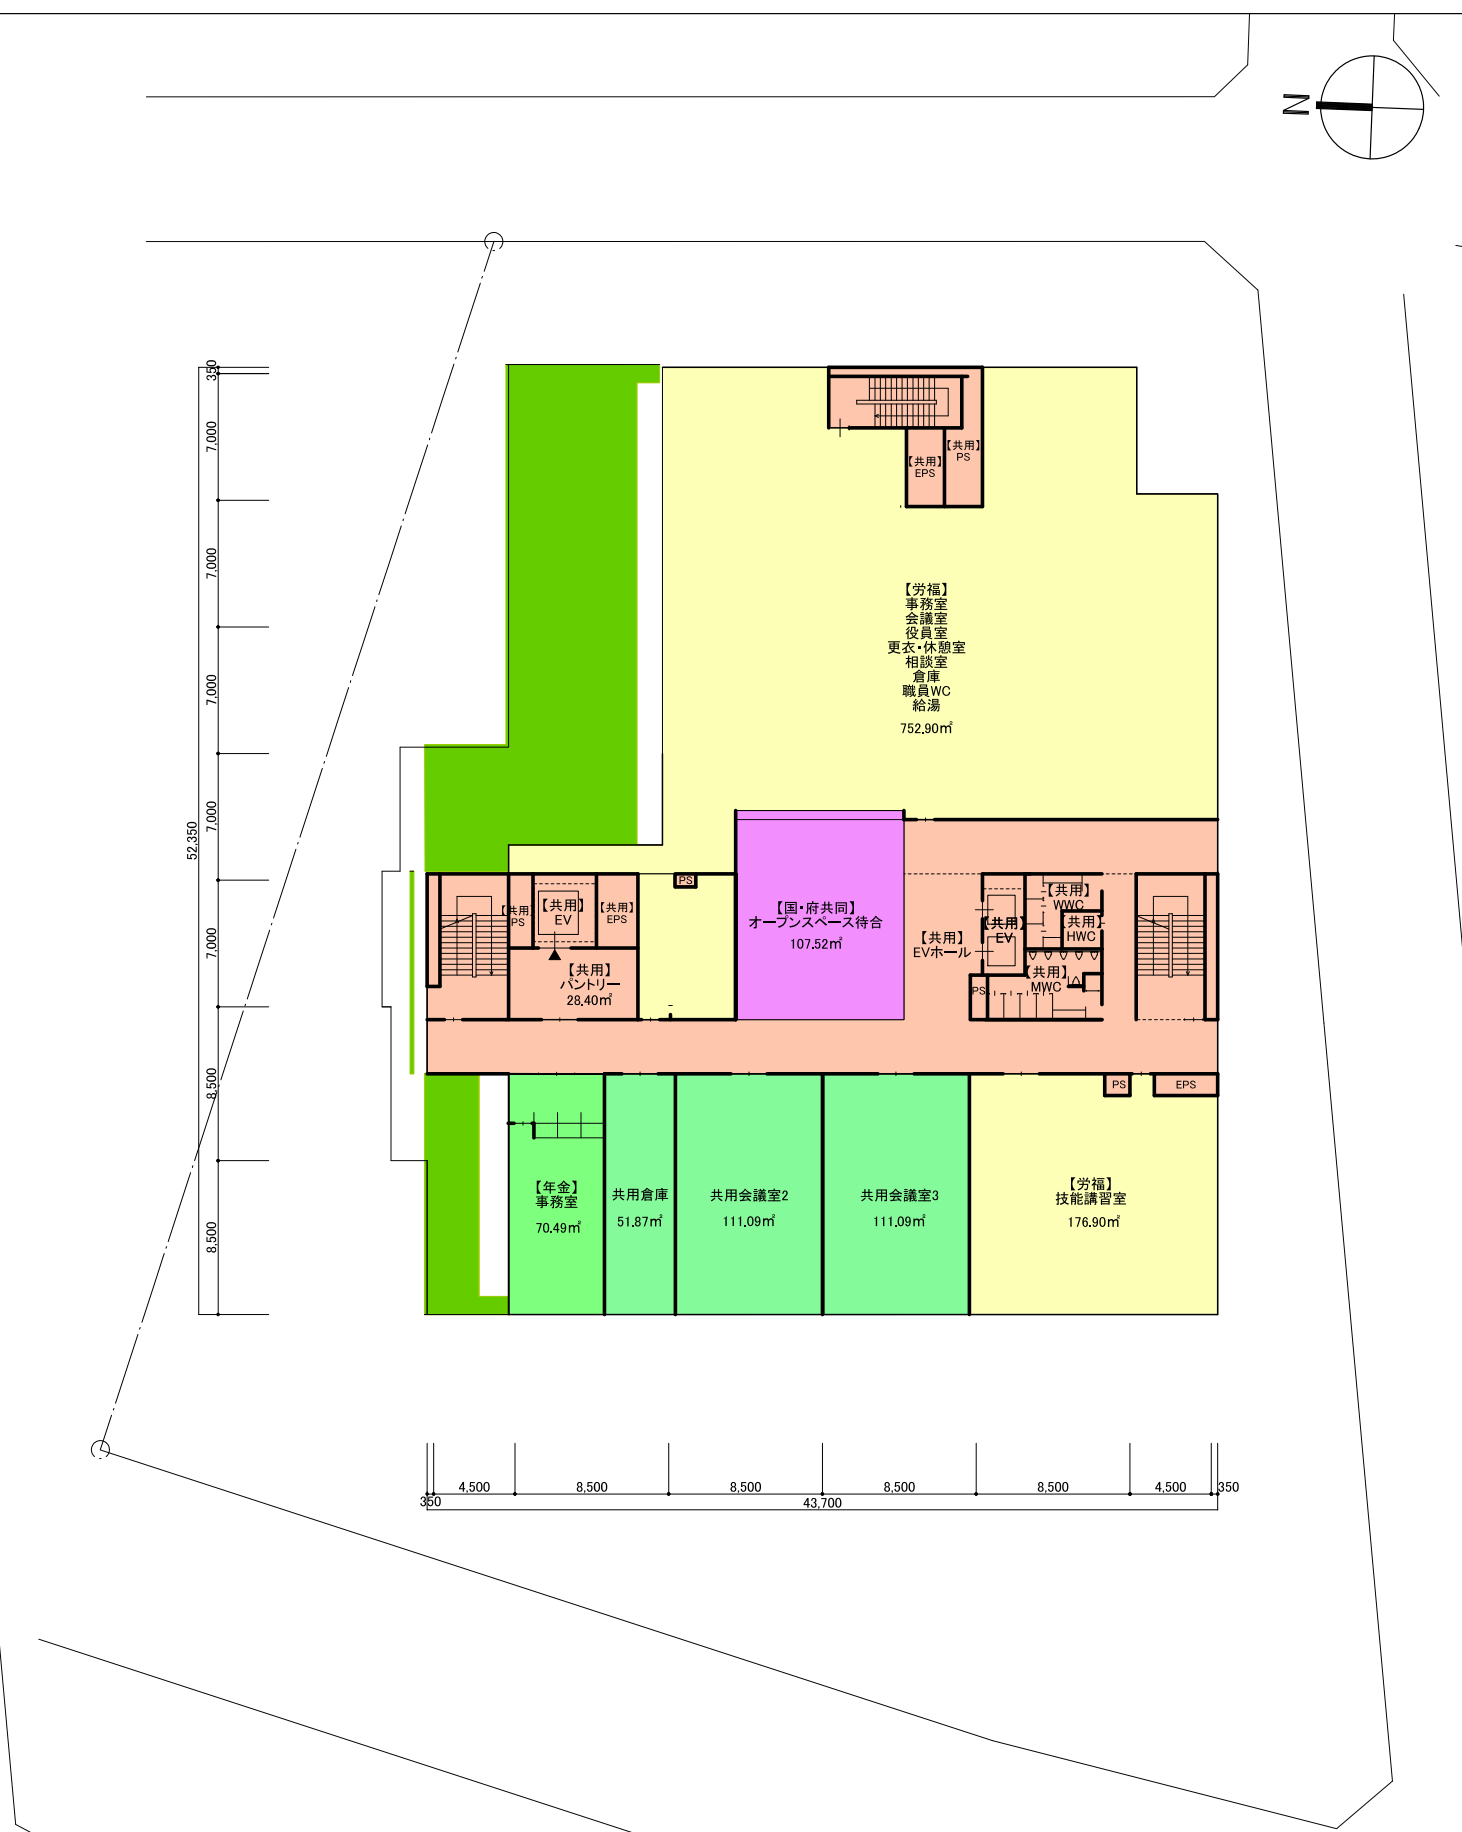 N
350
7,000
7,000
7,000
7,000
7,000
8,500
8,500
52,350
【共用】
EPS
【共用】
PS
【労福】
事務室
会議室
役員室
更衣・休憩室
相談室
倉庫
職員WC
給湯
752.90㎡
【共用】
PS
【共用】
EV
【共用】
EPS
PS
【共用】
パントリー
28.40㎡
【国・府共同】
オープンスペース待合
107.52㎡
【共用】
EVホール
【共用】
EV
【共用】
WWC
【共用】
HWC
【共用】
MWC
PS
PS
EPS
【年金】
事務室
70.49㎡
共用倉庫
51.87㎡
共用会議室2
111.09㎡
共用会議室3
111.09㎡
【労福】
技能講習室
176.90㎡
350
4,500
8,500
8,500
8,500
8,500
4,500
350
43,700